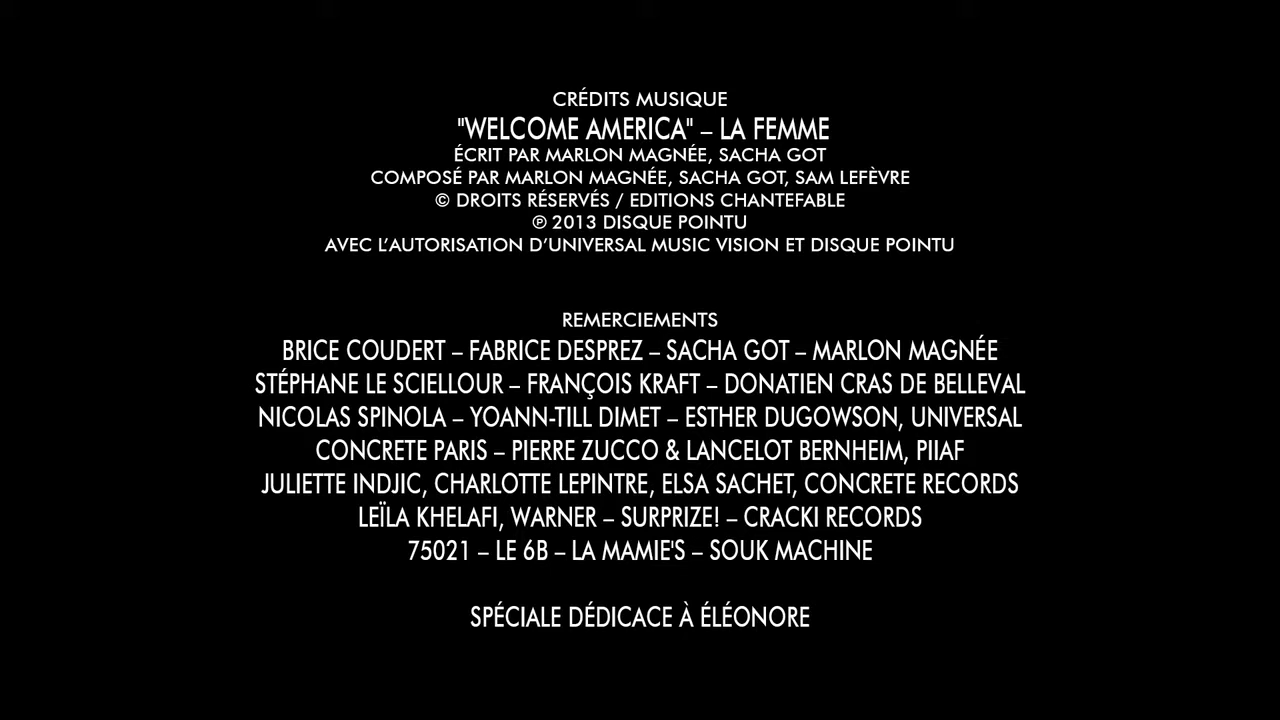 CRÉDITS MUSIQUE
"WELCOME AMERICA" – LA FEMME
ÉCRIT PAR MARLON MAGNÉE, SACHA GOT
COMPOSÉ PAR MARLON MAGNÉE, SACHA GOT, SAM LEFÈVRE
© DROITS RÉSERVÉS / EDITIONS CHANTEFABLE
℗ 2013 DISQUE POINTU
AVEC L’AUTORISATION D’UNIVERSAL MUSIC VISION ET DISQUE POINTU
REMERCIEMENTS
BRICE COUDERT – FABRICE DESPREZ – SACHA GOT – MARLON MAGNÉE
STÉPHANE LE SCIELLOUR – FRANÇOIS KRAFT – DONATIEN CRAS DE BELLEVAL
NICOLAS SPINOLA – YOANN-TILL DIMET – ESTHER DUGOWSON, UNIVERSAL
CONCRETE PARIS – PIERRE ZUCCO & LANCELOT BERNHEIM, PIIAF
JULIETTE INDJIC, CHARLOTTE LEPINTRE, ELSA SACHET, CONCRETE RECORDS
LEÏLA KHELAFI, WARNER – SURPRIZE! – CRACKI RECORDS
75021 – LE 6B – LA MAMIE'S – SOUK MACHINE
SPÉCIALE DÉDICACE À ÉLÉONORE